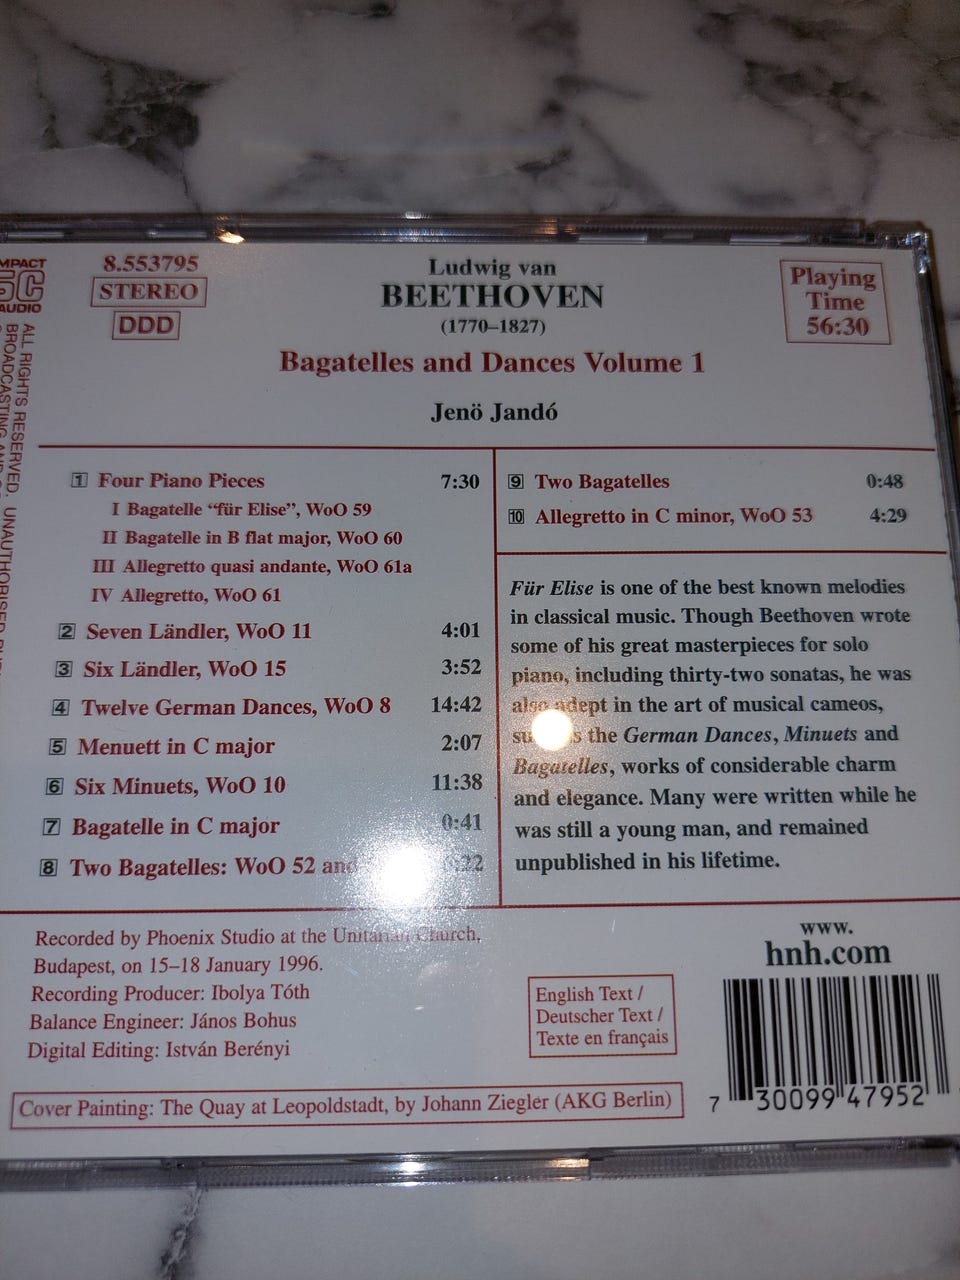 8.553795
STEREO
DDD
Ludwig van
BEETHOVEN
(1770–1827)
Bagatelles and Dances Volume 1
Jenö Jandó
Playing
Time
56:30
AUDIO
ALL RIGHTS RESERVED. UNAUTHORISED
BROADCASTING AND
1 Four Piano Pieces 7:30
I Bagatelle “für Elise”, WoO 59
II Bagatelle in B flat major, WoO 60
III Allegretto quasi andante, WoO 61a
IV Allegretto, WoO 61
2 Seven Ländler, WoO 11 4:01
3 Six Ländler, WoO 15 3:52
4 Twelve German Dances, WoO 8 14:42
5 Menuett in C major 2:07
6 Six Minuets, WoO 10 11:38
7 Bagatelle in C major 0:41
8 Two Bagatelles: WoO 52 and
9 Two Bagatelles 0:48
10 Allegretto in C minor, WoO 53 4:29
Für Elise is one of the best known melodies
in classical music. Though Beethoven wrote
some of his great masterpieces for solo
piano, including thirty-two sonatas, he was
also adept in the art of musical cameos,
the German Dances, Minuets and
Bagatelles, works of considerable charm
and elegance. Many were written while he
was still a young man, and remained
unpublished in his lifetime.
Recorded by Phoenix Studio at the Unitarian Church,
Budapest, on 15–18 January 1996.
Recording Producer: Ibolya Tóth
Balance Engineer: János Bohus
Digital Editing: István Berényi
English Text /
Deutscher Text /
Texte en français
www.
hnh.com
7 30099 47952
Cover Painting: The Quay at Leopoldstadt, by Johann Ziegler (AKG Berlin)